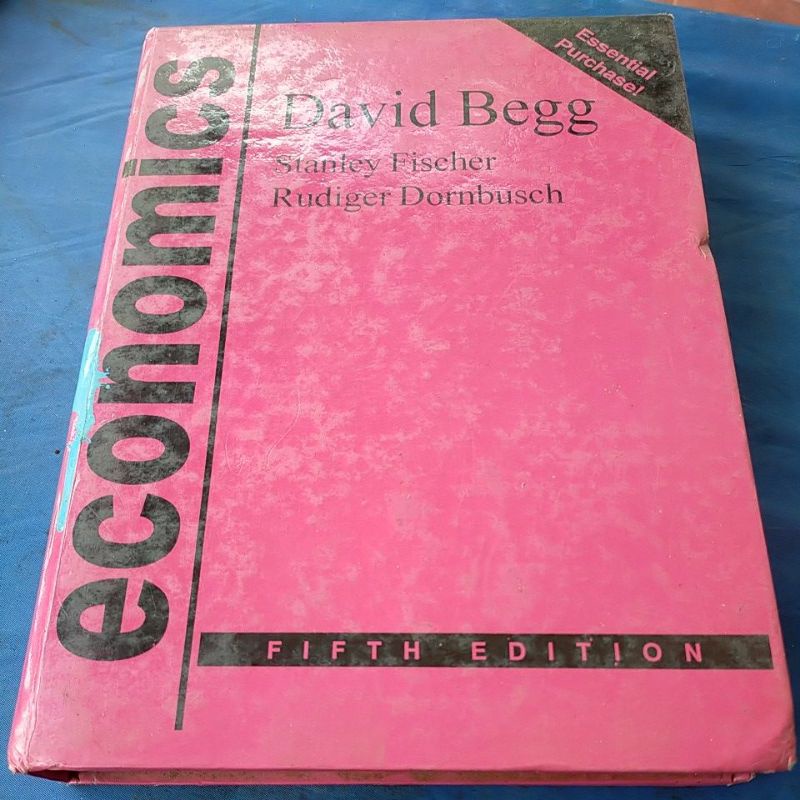 economics
David Begg
Stanley Fischer
Rudiger Dornbusch
Essential
Purchase!
FIFTH EDITION